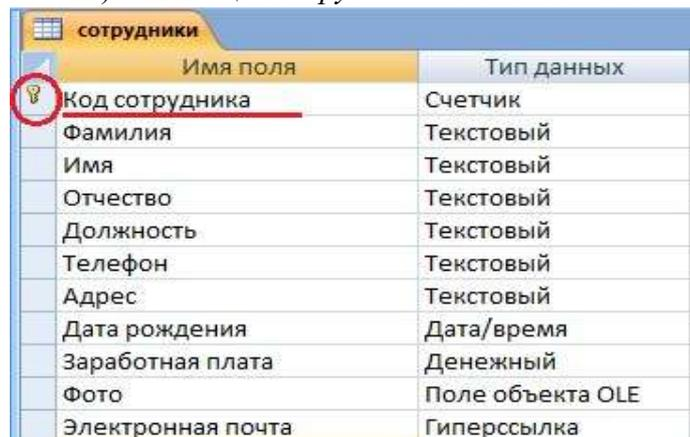 сотрудники
Имя поля Тип данных
Код сотрудника Счетчик
Фамилия Текстовый
Имя Текстовый
Отчество Текстовый
Должность Текстовый
Телефон Текстовый
Адрес Текстовый
Дата рождения Дата/время
Заработная плата Денежный
Фото Поле объекта OLE
Электронная почта Гиперссылка